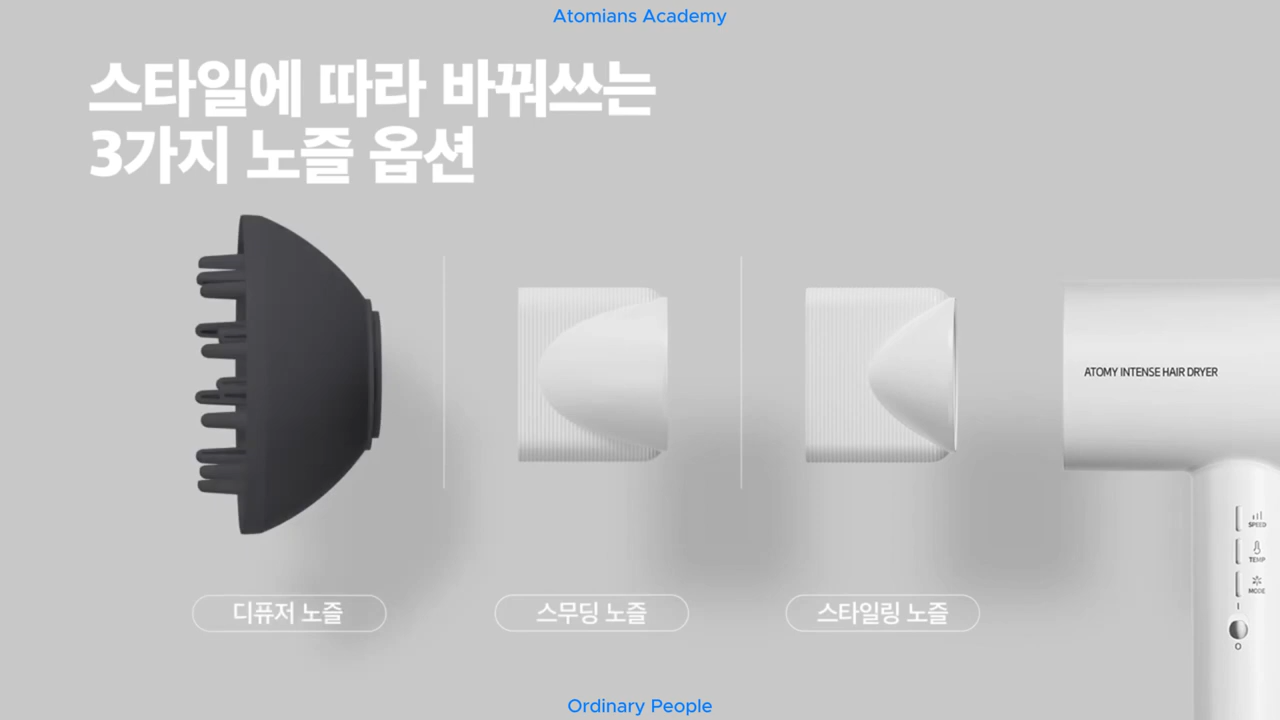 Atomians Academy
스타일에 따라 바꿔쓰는
3가지 노즐 옵션
ATOMY INTENSE HAIR DRYER
SPEED
TEMP
MODE
I
O
디퓨저 노즐
스무딩 노즐
스타일링 노즐
Ordinary People